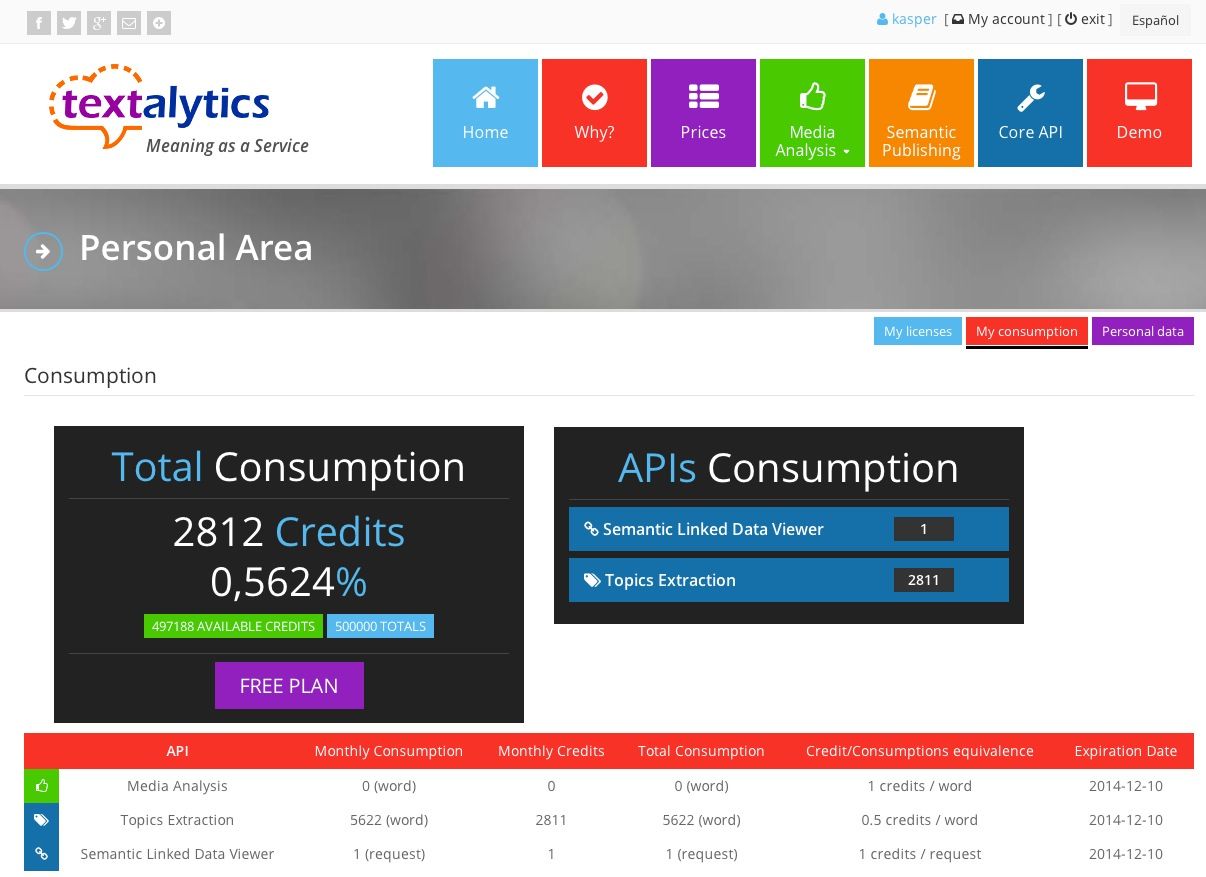 kasper [ My account ] [ exit ] Español
textalytics
Meaning as a Service
Home
Why?
Prices
Media
Analysis
Semantic
Publishing
Core API
Demo
Personal Area
My licenses
My consumption
Personal data
Consumption
Total Consumption
2812 Credits
0,5624%
497188 AVAILABLE CREDITS
500000 TOTALS
FREE PLAN
APIs Consumption
Semantic Linked Data Viewer 1
Topics Extraction 2811
API Monthly Consumption Monthly Credits Total Consumption Credit/Consumptions equivalence Expiration Date
Media Analysis 0 (word) 0 0 (word) 1 credits / word 2014-12-10
Topics Extraction 5622 (word) 2811 5622 (word) 0.5 credits / word 2014-12-10
Semantic Linked Data Viewer 1 (request) 1 1 (request) 1 credits / request 2014-12-10